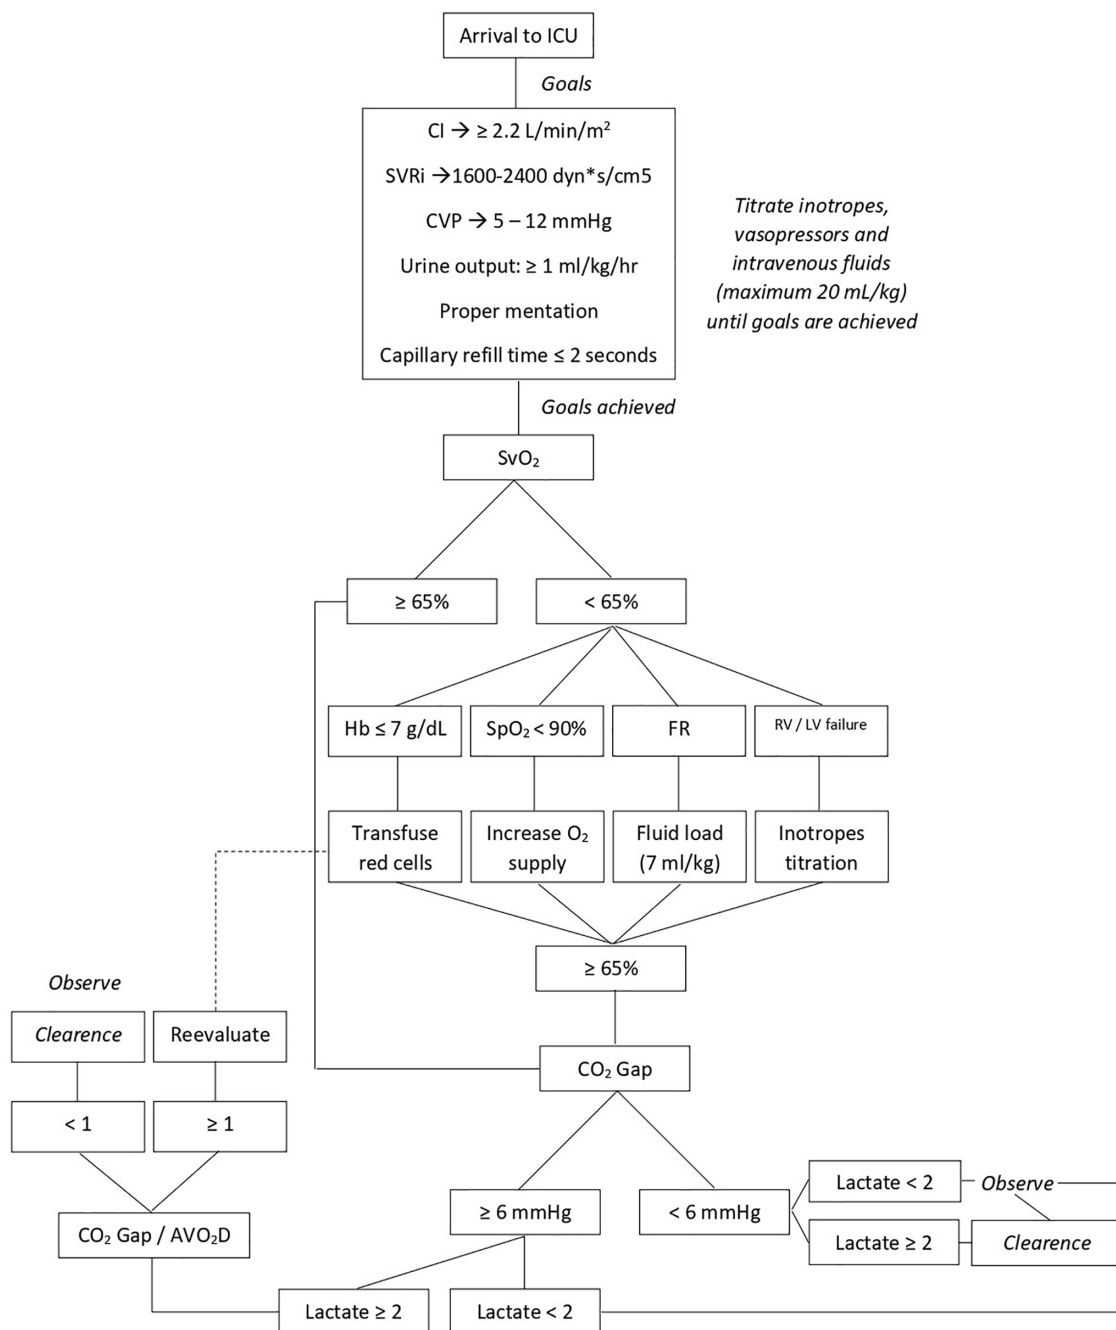 Arrival to ICU
Goals
CI → ≥ 2.2 L/min/m²
SVRi →1600-2400 dyn*s/cm5
CVP → 5 – 12 mmHg
Urine output: ≥ 1 ml/kg/hr
Proper mentation
Capillary refill time ≤ 2 seconds
Titrate inotropes,
vasopressors and
intravenous fluids
(maximum 20 mL/kg)
until goals are achieved
Goals achieved
SvO₂
≥ 65%
< 65%
Hb ≤ 7 g/dL
SpO₂ < 90%
FR
RV / LV failure
Transfuse
red cells
Increase O₂
supply
Fluid load
(7 ml/kg)
Inotropes
titration
≥ 65%
Observe
Clearence
Reevaluate
CO₂ Gap
< 1
≥ 1
≥ 6 mmHg
< 6 mmHg
Lactate < 2
Observe
Lactate ≥ 2
Clearence
CO₂ Gap / AVO₂D
Lactate ≥ 2
Lactate < 2